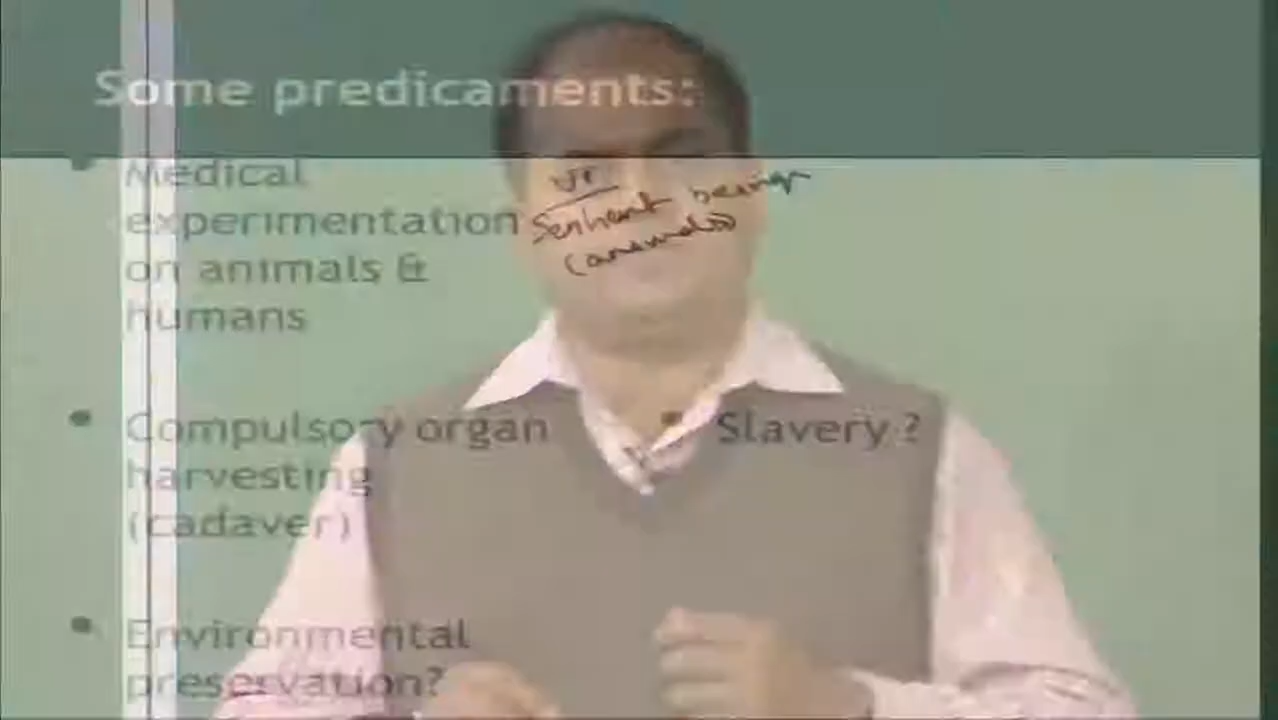 Some predicaments:
• Medical
experimentation
on animals &
humans
Sentient beings
(animals)
• Compulsory organ
harvesting
(cadaver)
• Slavery ?
• Environmental
preservation?